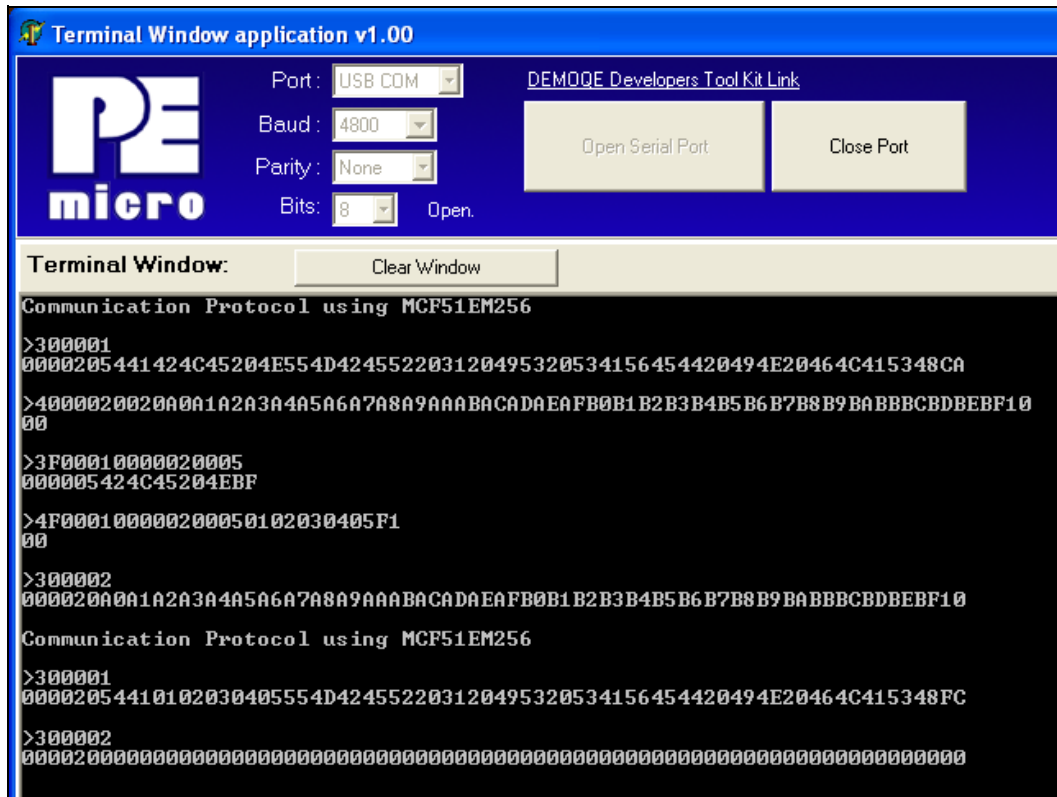 Terminal Window application v1.00
PE
micro
Port : USB COM
Baud : 4800
Parity : None
Bits: 8 Open.
DEMOQE Developers Tool Kit Link
Open Serial Port Close Port
Terminal Window: Clear Window
Communication Protocol using MCF51EM256
>300001
0000205441424C45204E554D424552203120495320534156454420494E20464C415348CA
>4000020020A0A1A2A3A4A5A6A7A8A9AAABACADAEAFB0B1B2B3B4B5B6B7B8B9BABBBCBDBEBF10
00
>3F00010000020005
000005424C45204EBF
>4F000100000200050102030405F1
00
>300002
000020A0A1A2A3A4A5A6A7A8A9AAABACADAEAFB0B1B2B3B4B5B6B7B8B9BABBBCBDBEBF10
Communication Protocol using MCF51EM256
>300001
00002054410102030405554D424552203120495320534156454420494E20464C415348FC
>300002
000020000000000000000000000000000000000000000000000000000000000000000000